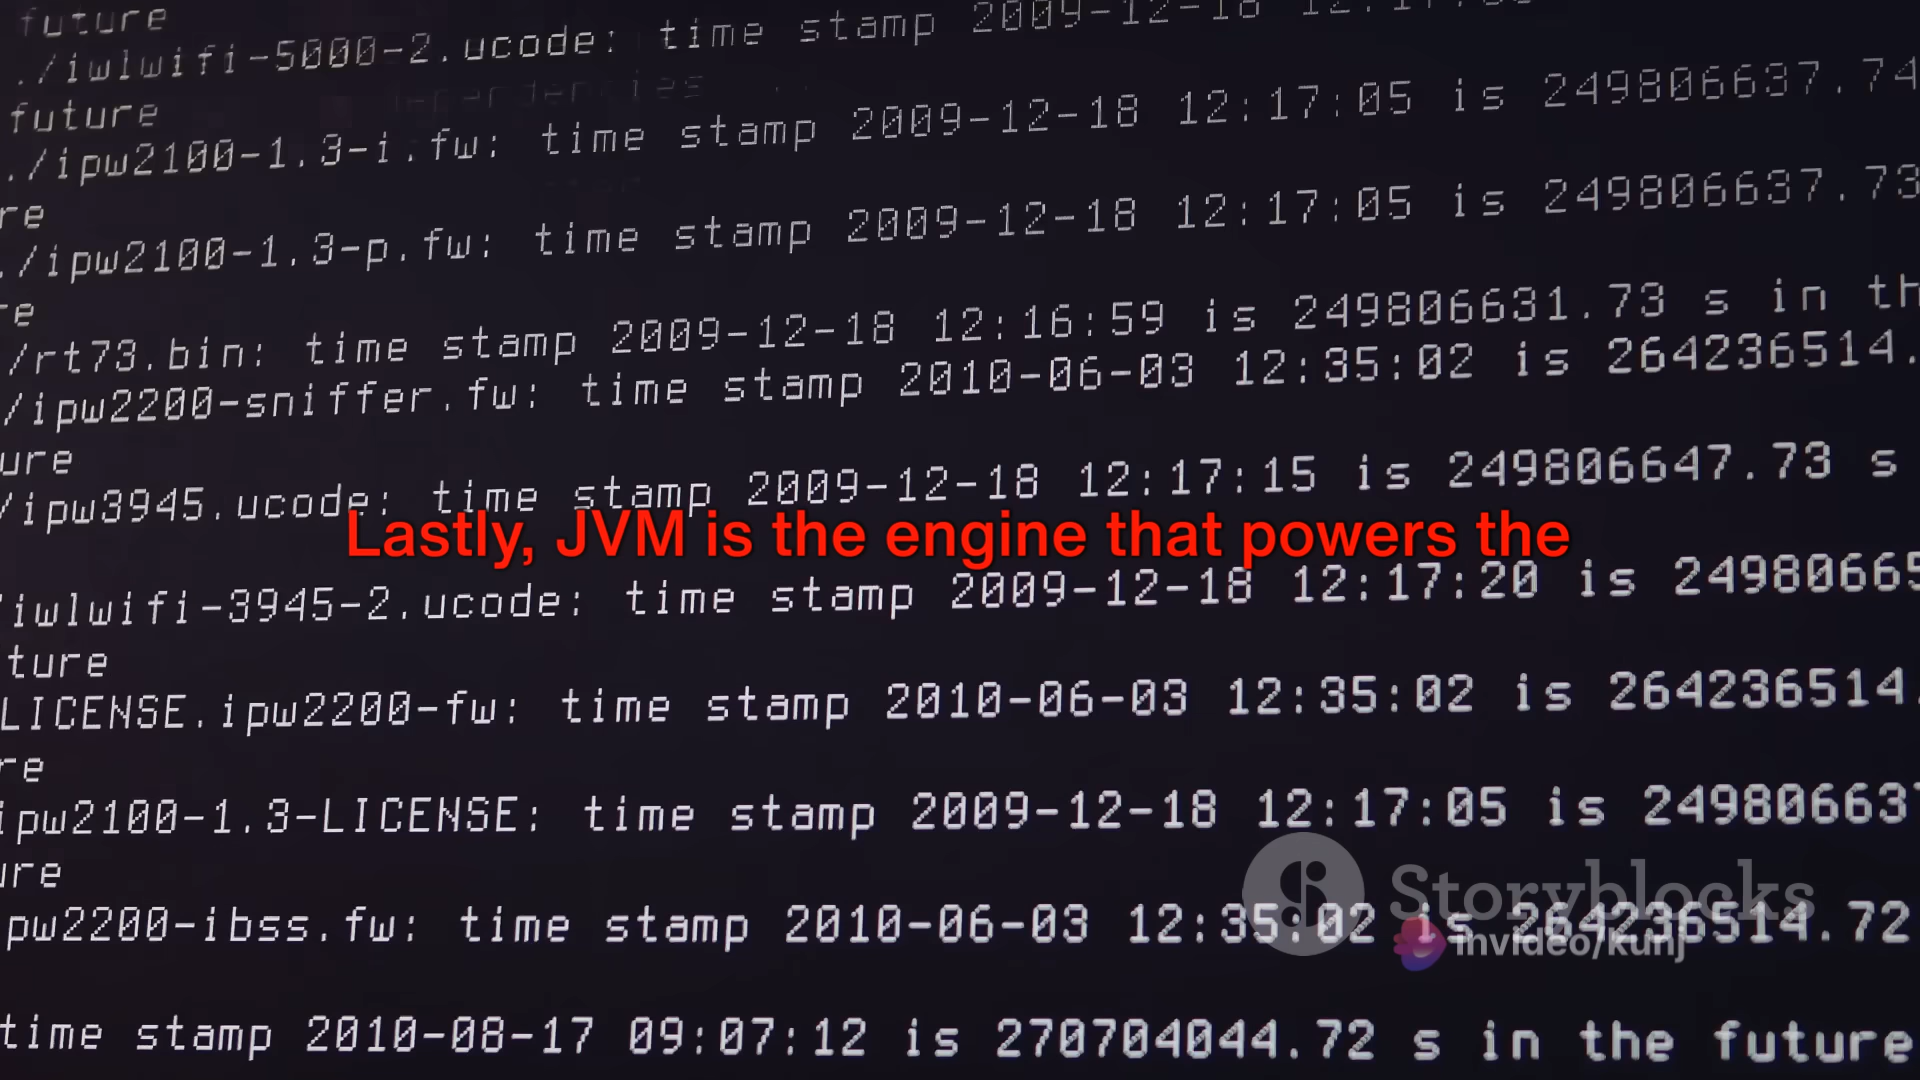 future
./iwlwifi-5000-2.ucode: time stamp 2009-12-18
future
./ipw2100-1.3-i.fw: time stamp 2009-12-18 12:17:05 is 249806637.74
re
./ipw2100-1.3-p.fw: time stamp 2009-12-18 12:17:05 is 249806637.73
re
/rt73.bin: time stamp 2009-12-18 12:16:59 is 249806631.73 s in th
/ipw2200-sniffer.fw: time stamp 2010-06-03 12:35:02 is 264236514.
ure
/ipw3945.ucode: time stamp 2009-12-18 12:17:15 is 249806647.73 s
Lastly, JVM is the engine that powers the
/iwlwifi-3945-2.ucode: time stamp 2009-12-18 12:17:20 is 24980665
ture
LICENSE.ipw2200-fw: time stamp 2010-06-03 12:35:02 is 264236514.
re
ipw2100-1.3-LICENSE: time stamp 2009-12-18 12:17:05 is 249806637
ure
Storyblocks
pw2200-ibss.fw: time stamp 2010-06-03 12:35:02 is 264236514.72
invideo/kunj
time stamp 2010-08-17 09:07:12 is 270704044.72 s in the future